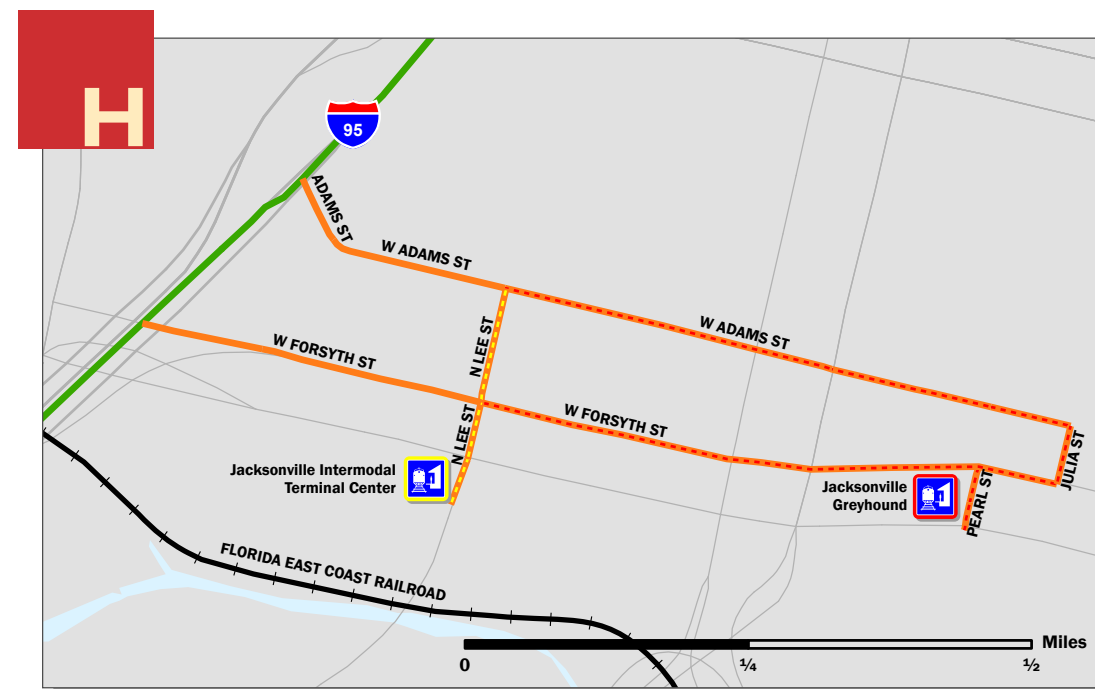 H
95
ADAMS ST
W ADAMS ST
W ADAMS ST
N LEE ST
W FORSYTH ST
W FORSYTH ST
N LEE ST
JULIA ST
Jacksonville Intermodal
Terminal Center
Jacksonville
Greyhound
PEARL ST
FLORIDA EAST COAST RAILROAD
Miles
0 ¼ ½